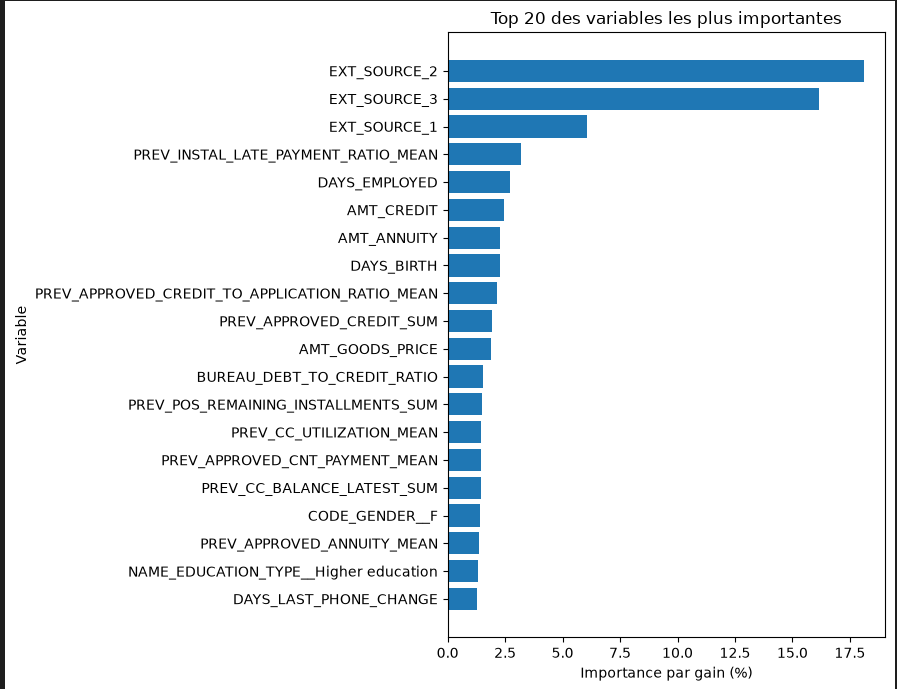 Top 20 des variables les plus importantes
EXT_SOURCE_2
EXT_SOURCE_3
EXT_SOURCE_1
PREV_INSTAL_LATE_PAYMENT_RATIO_MEAN
DAYS_EMPLOYED
AMT_CREDIT
AMT_ANNUITY
DAYS_BIRTH
PREV_APPROVED_CREDIT_TO_APPLICATION_RATIO_MEAN
PREV_APPROVED_CREDIT_SUM
AMT_GOODS_PRICE
BUREAU_DEBT_TO_CREDIT_RATIO
PREV_POS_REMAINING_INSTALLMENTS_SUM
PREV_CC_UTILIZATION_MEAN
PREV_APPROVED_CNT_PAYMENT_MEAN
PREV_CC_BALANCE_LATEST_SUM
CODE_GENDER__F
PREV_APPROVED_ANNUITY_MEAN
NAME_EDUCATION_TYPE__Higher education
DAYS_LAST_PHONE_CHANGE
Variable
0.0 2.5 5.0 7.5 10.0 12.5 15.0 17.5
Importance par gain (%)